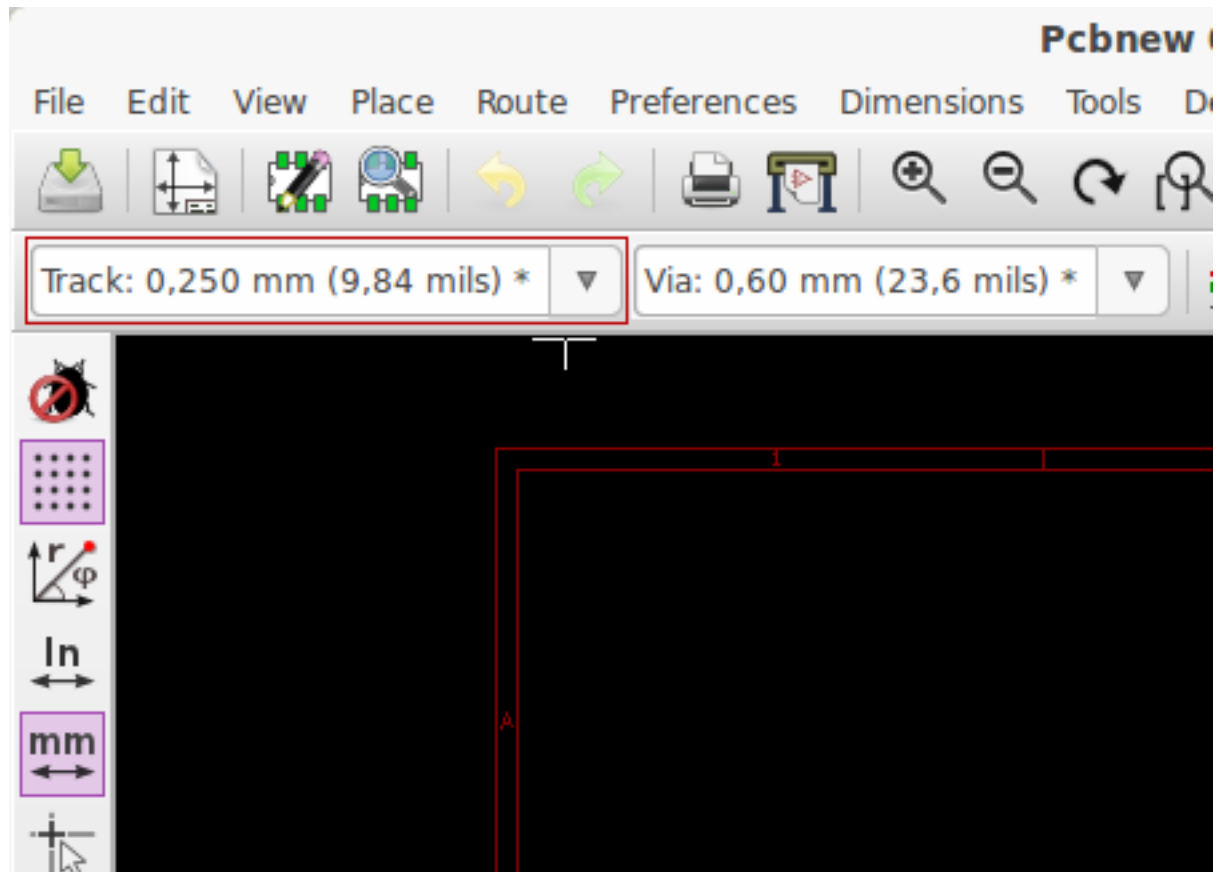 Pcbnew
File Edit View Place Route Preferences Dimensions Tools
Track: 0,250 mm (9,84 mils) * Via: 0,60 mm (23,6 mils) *
1
r
φ
In
A
mm